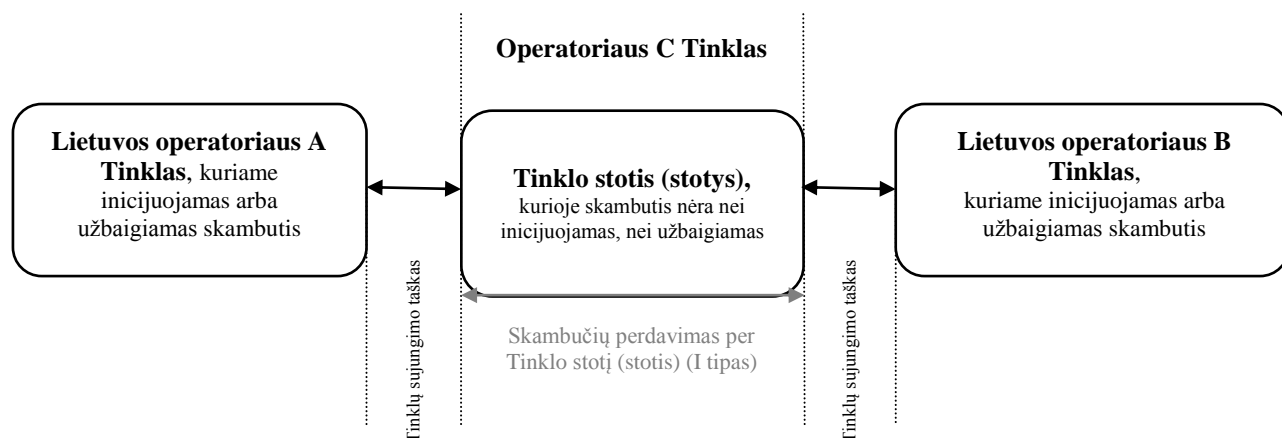 Operatoriaus C Tinklas
Lietuvos operatoriaus A
Tinklas, kuriame
inicijuojamas arba
užbaigiamas skambutis
Tinklo stotis (stotys),
kurioje skambutis nėra nei
inicijuojamas, nei užbaigiamas
Lietuvos operatoriaus B
Tinklas,
kuriame inicijuojamas arba
užbaigiamas skambutis
Tinklų sujungimo taškas
Skambučių perdavimas per
Tinklo stotį (stotis) (I tipas)
Tinklų sujungimo taškas